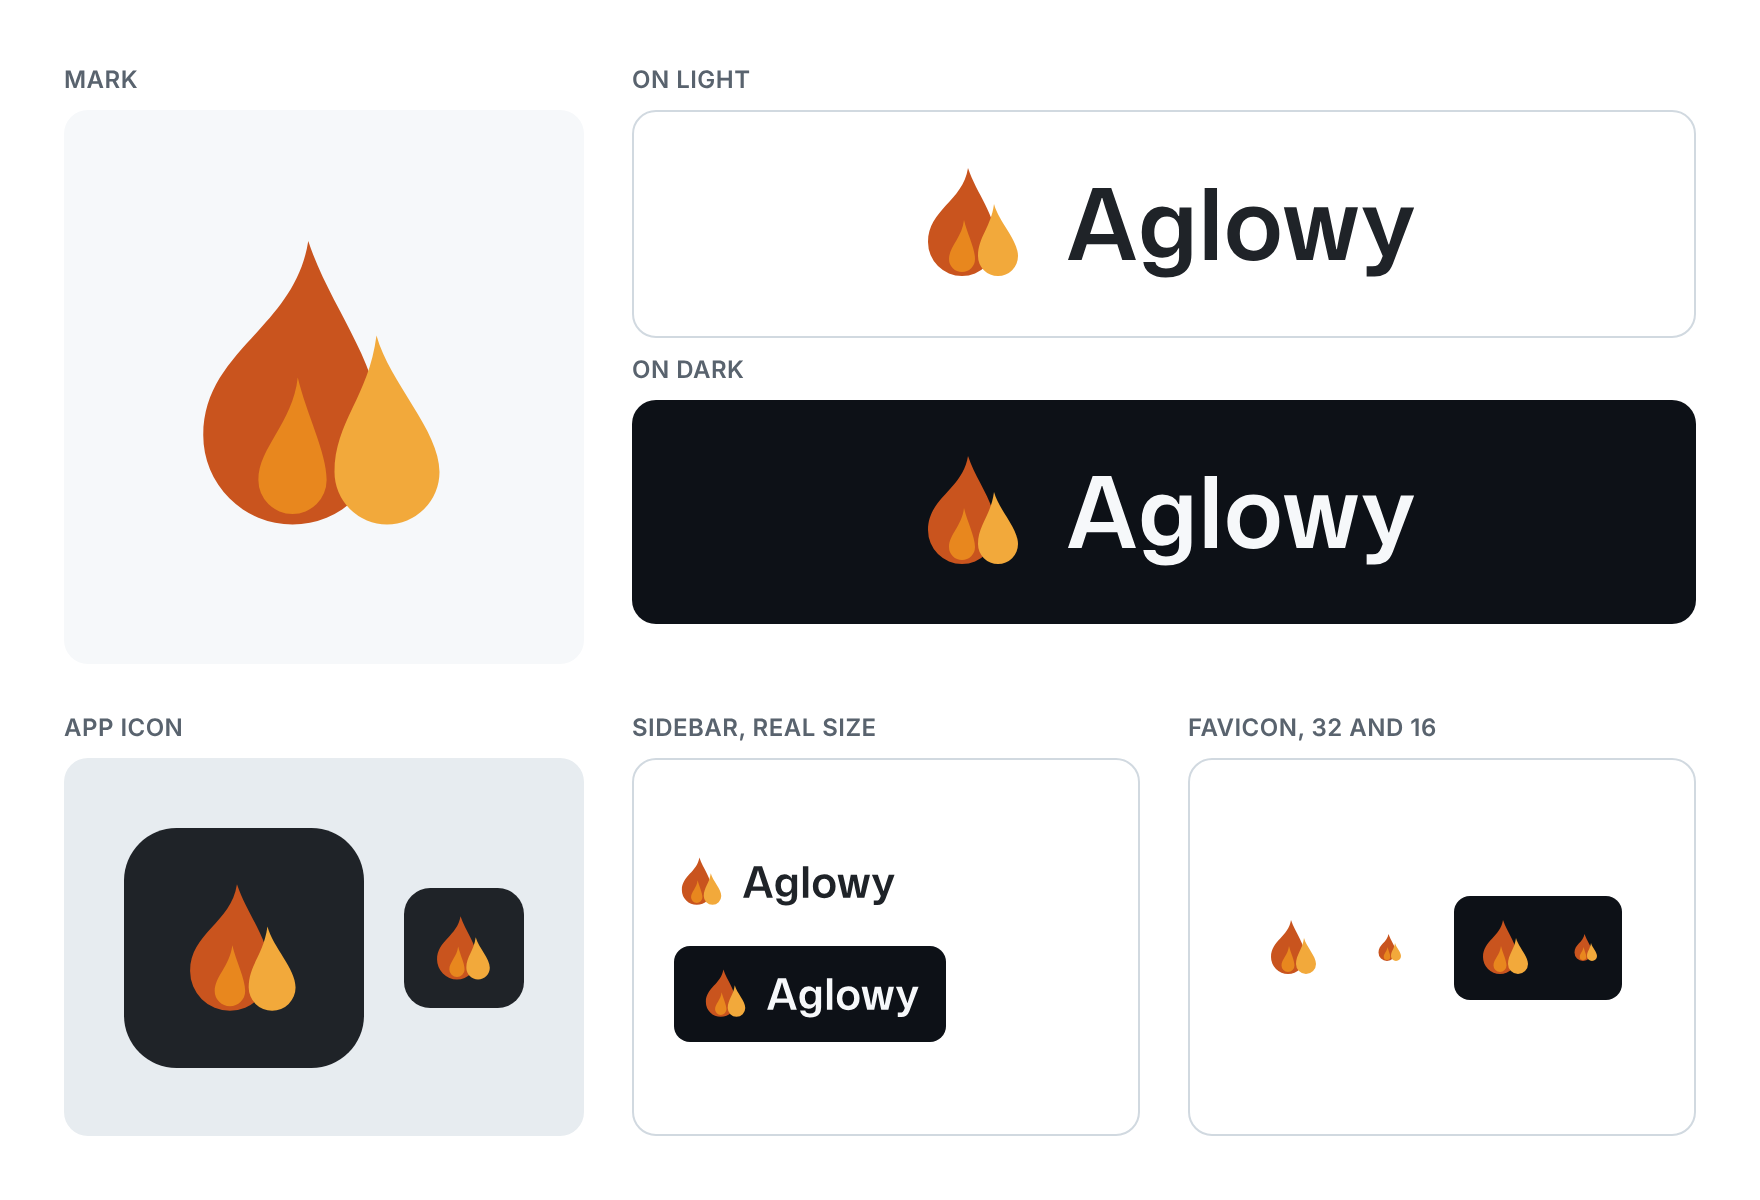 MARK
ON LIGHT
Aglowy
ON DARK
Aglowy
APP ICON
SIDEBAR, REAL SIZE
FAVICON, 32 AND 16
Aglowy
Aglowy